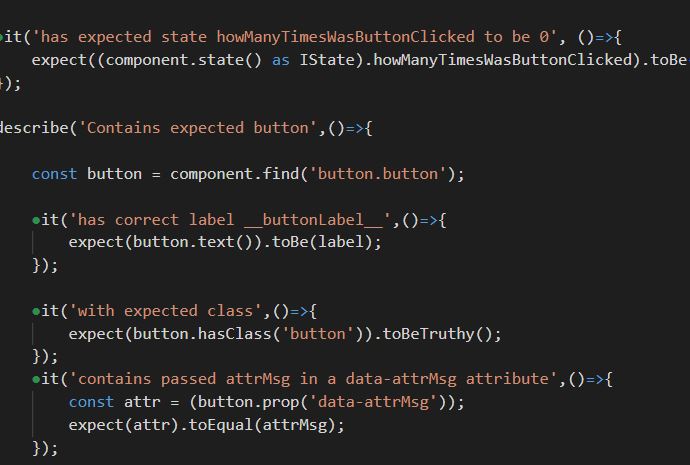 it('has expected state howManyTimesWasButtonClicked to be 0', ()=>{
expect((component.state() as IState).howManyTimesWasButtonClicked).toBe
});
describe('Contains expected button',()=>{
const button = component.find('button.button');
it('has correct label __buttonLabel__',()=>{
expect(button.text()).toBe(label);
});
it('with expected class',()=>{
expect(button.hasClass('button')).toBeTruthy();
});
it('contains passed attrMsg in a data-attrMsg attribute',()=>{
const attr = (button.prop('data-attrMsg'));
expect(attr).toEqual(attrMsg);
});